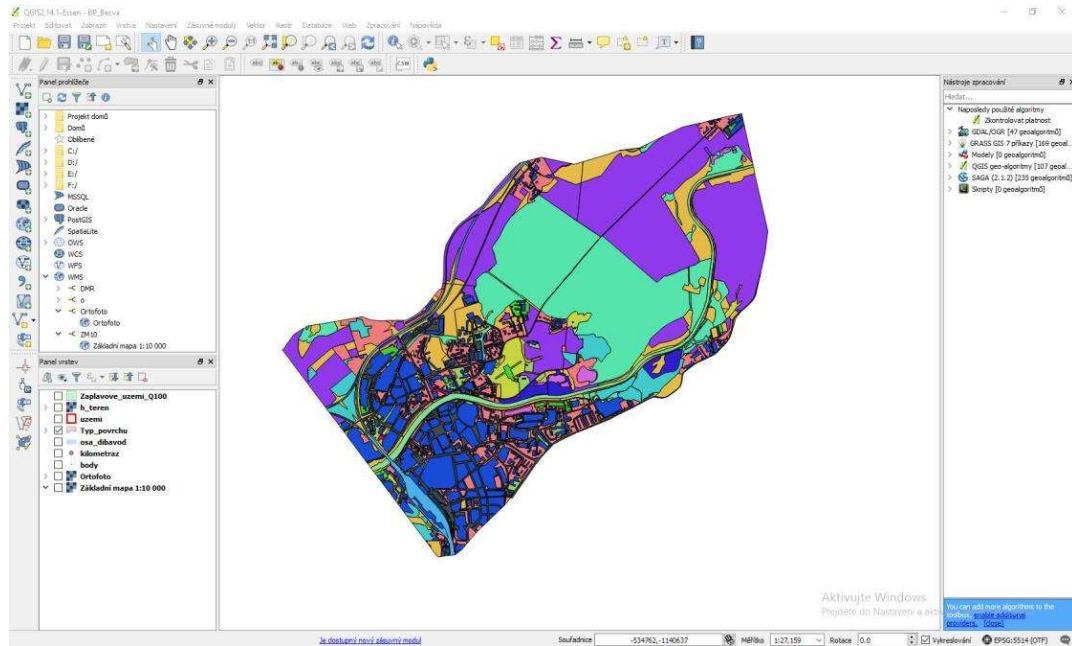 QGIS2.14.1-Essen - BP_Becva
Projekt Editovat Zobrazit Vrstva Nastavení Zásuvné moduly Vektor Rastr Databáze Web Zpracování Nápověda
Panel prohlížeče
Projekt domů
Domů
Oblíbené
C:/
D:/
E:/
F:/
MSSQL
Oracle
PostGIS
SpatiaLite
OWS
WCS
WFS
WMS
DMR
o
Ortofoto
Ortofoto
ZM10
Základní mapa 1:10 000
Panel vrstev
Zaplavove_uzemi_Q100
h_teren
uzemi
Typ_povrchu
osa_dibavod
kilometraz
body
Ortofoto
Základní mapa 1:10 000
Nástroje zpracování
Hledat...
Naposledy použité algoritmy
Zkontrolovat platnost
GDAL/OGR [47 geoalgoritmů]
GRASS GIS 7 příkazy [169 geoal...
Modely [0 geoalgoritmů]
QGIS geo-algoritmy [107 geoal...
SAGA (2.1.2) [235 geoalgoritmů]
Skripty [0 geoalgoritmů]
Aktivujte Windows
Přejděte do Nastavení a akti
You can add more algorithms to the
toolbox, enable additional
providers. [close]
Je dostupný nový zásuvný modul
Souřadnice -534762,-1140637 Měřítko 1:27,159 Rotace 0.0 Vykreslování EPSG:5514 (OTF)